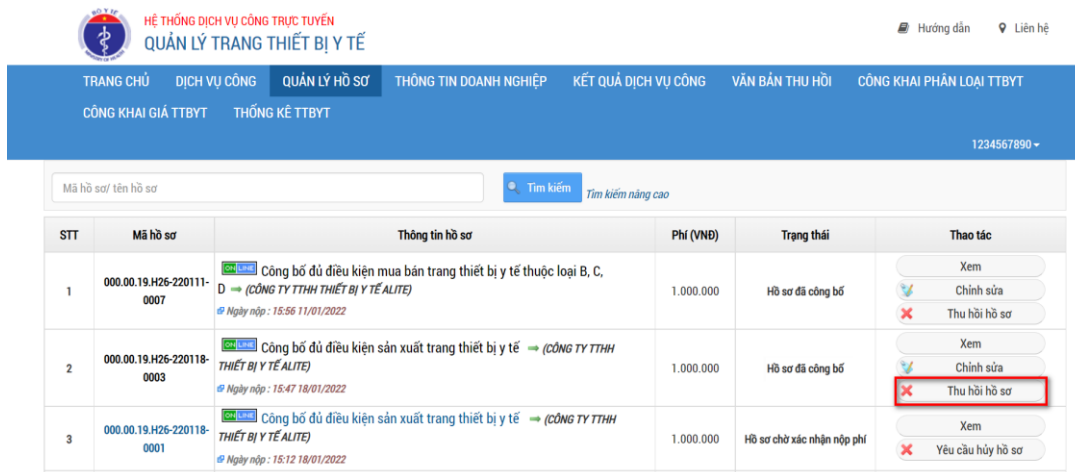 BỘ Y TẾ
MINISTRY OF HEALTH
HỆ THỐNG DỊCH VỤ CÔNG TRỰC TUYẾN
QUẢN LÝ TRANG THIẾT BỊ Y TẾ
Hướng dẫn
Liên hệ
TRANG CHỦ DỊCH VỤ CÔNG QUẢN LÝ HỒ SƠ THÔNG TIN DOANH NGHIỆP KẾT QUẢ DỊCH VỤ CÔNG VĂN BẢN THU HỒI CÔNG KHAI PHÂN LOẠI TTBYT
CÔNG KHAI GIÁ TTBYT THỐNG KÊ TTBYT
1234567890
Mã hồ sơ/ tên hồ sơ
Tìm kiếm
Tìm kiếm nâng cao
STT Mã hồ sơ Thông tin hồ sơ Phí (VNĐ) Trạng thái Thao tác
1
000.00.19.H26-220111-
0007
ONLINE Công bố đủ điều kiện mua bán trang thiết bị y tế thuộc loại B, C,
D ⇒ (CÔNG TY TTHH THIẾT BỊ Y TẾ ALITE)
Ngày nộp : 15:56 11/01/2022
1.000.000
Hồ sơ đã công bố
Xem
Chỉnh sửa
Thu hồi hồ sơ
2
000.00.19.H26-220118-
0003
ONLINE Công bố đủ điều kiện sản xuất trang thiết bị y tế ⇒ (CÔNG TY TTHH
THIẾT BỊ Y TẾ ALITE)
Ngày nộp : 15:47 18/01/2022
1.000.000
Hồ sơ đã công bố
Xem
Chỉnh sửa
Thu hồi hồ sơ
3
000.00.19.H26-220118-
0001
ONLINE Công bố đủ điều kiện sản xuất trang thiết bị y tế ⇒ (CÔNG TY TTHH
THIẾT BỊ Y TẾ ALITE)
Ngày nộp : 15:12 18/01/2022
1.000.000
Hồ sơ chờ xác nhận nộp phí
Xem
Yêu cầu hủy hồ sơ